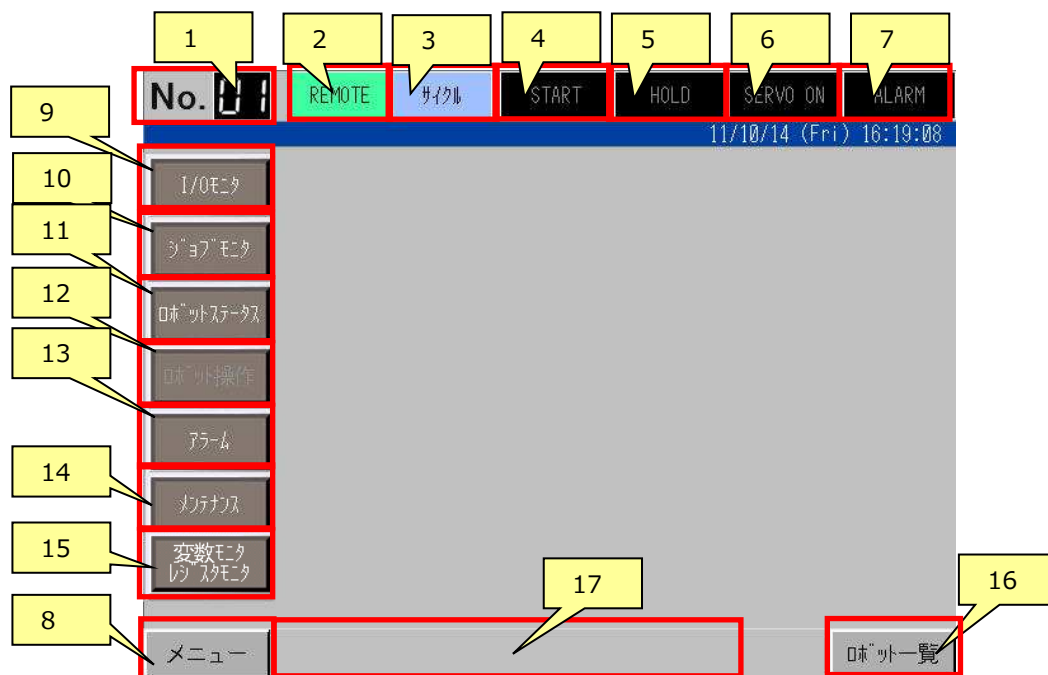 1
2
3
4
5
6
7
No. 01
REMOTE
サイクル
START
HOLD
SERVO ON
ALARM
11/10/14 (Fri) 16:19:08
9
I/Oモニタ
10
ジョブモニタ
11
ロボットステータス
12
ロボット操作
13
アラーム
14
メンテナンス
15
変数モニタ
レジスタモニタ
17
16
8
メニュー
ロボット一覧